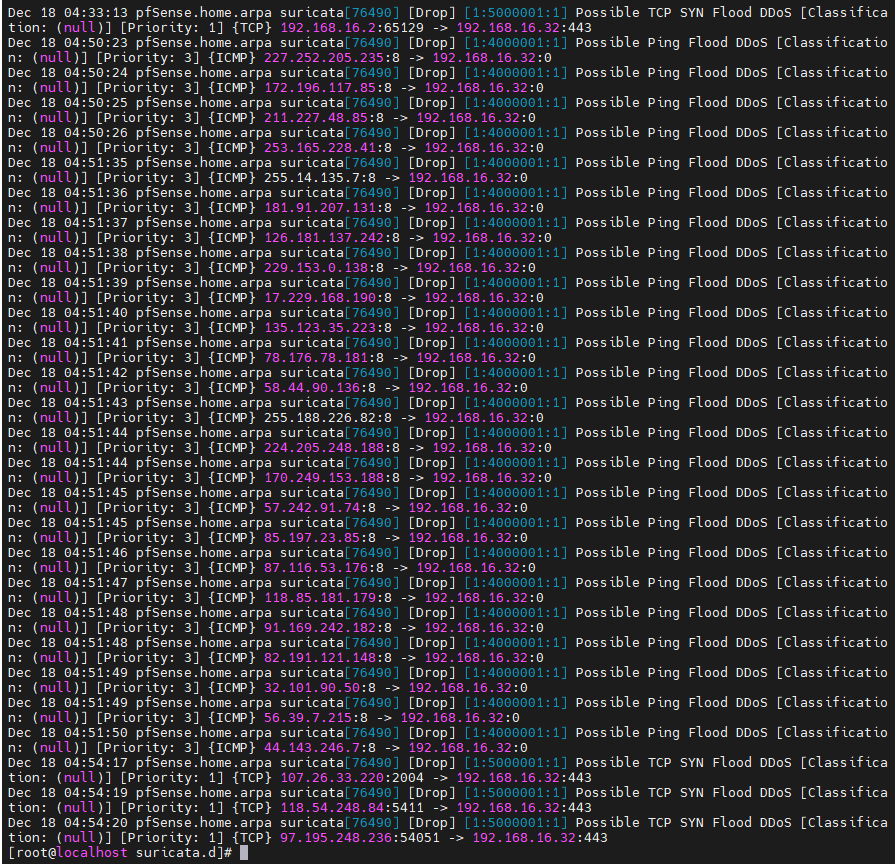 Dec 18 04:33:13 pfSense.home.arpa suricata[76490] [Drop] [1:5000001:1] Possible TCP SYN Flood DDoS [Classifica
tion: (null)] [Priority: 1] {TCP} 192.168.16.2:65129 -> 192.168.16.32:443
Dec 18 04:50:23 pfSense.home.arpa suricata[76490] [Drop] [1:4000001:1] Possible Ping Flood DDoS [Classificatio
n: (null)] [Priority: 3] {ICMP} 227.252.205.235:8 -> 192.168.16.32:0
Dec 18 04:50:24 pfSense.home.arpa suricata[76490] [Drop] [1:4000001:1] Possible Ping Flood DDoS [Classificatio
n: (null)] [Priority: 3] {ICMP} 172.196.117.85:8 -> 192.168.16.32:0
Dec 18 04:50:25 pfSense.home.arpa suricata[76490] [Drop] [1:4000001:1] Possible Ping Flood DDoS [Classificatio
n: (null)] [Priority: 3] {ICMP} 211.227.48.85:8 -> 192.168.16.32:0
Dec 18 04:50:26 pfSense.home.arpa suricata[76490] [Drop] [1:4000001:1] Possible Ping Flood DDoS [Classificatio
n: (null)] [Priority: 3] {ICMP} 253.165.228.41:8 -> 192.168.16.32:0
Dec 18 04:51:35 pfSense.home.arpa suricata[76490] [Drop] [1:4000001:1] Possible Ping Flood DDoS [Classificatio
n: (null)] [Priority: 3] {ICMP} 255.14.135.7:8 -> 192.168.16.32:0
Dec 18 04:51:36 pfSense.home.arpa suricata[76490] [Drop] [1:4000001:1] Possible Ping Flood DDoS [Classificatio
n: (null)] [Priority: 3] {ICMP} 181.91.207.131:8 -> 192.168.16.32:0
Dec 18 04:51:37 pfSense.home.arpa suricata[76490] [Drop] [1:4000001:1] Possible Ping Flood DDoS [Classificatio
n: (null)] [Priority: 3] {ICMP} 126.181.137.242:8 -> 192.168.16.32:0
Dec 18 04:51:38 pfSense.home.arpa suricata[76490] [Drop] [1:4000001:1] Possible Ping Flood DDoS [Classificatio
n: (null)] [Priority: 3] {ICMP} 229.153.0.138:8 -> 192.168.16.32:0
Dec 18 04:51:39 pfSense.home.arpa suricata[76490] [Drop] [1:4000001:1] Possible Ping Flood DDoS [Classificatio
n: (null)] [Priority: 3] {ICMP} 17.229.168.190:8 -> 192.168.16.32:0
Dec 18 04:51:40 pfSense.home.arpa suricata[76490] [Drop] [1:4000001:1] Possible Ping Flood DDoS [Classificatio
n: (null)] [Priority: 3] {ICMP} 135.123.35.223:8 -> 192.168.16.32:0
Dec 18 04:51:41 pfSense.home.arpa suricata[76490] [Drop] [1:4000001:1] Possible Ping Flood DDoS [Classificatio
n: (null)] [Priority: 3] {ICMP} 78.176.78.181:8 -> 192.168.16.32:0
Dec 18 04:51:42 pfSense.home.arpa suricata[76490] [Drop] [1:4000001:1] Possible Ping Flood DDoS [Classificatio
n: (null)] [Priority: 3] {ICMP} 58.44.90.136:8 -> 192.168.16.32:0
Dec 18 04:51:43 pfSense.home.arpa suricata[76490] [Drop] [1:4000001:1] Possible Ping Flood DDoS [Classificatio
n: (null)] [Priority: 3] {ICMP} 255.188.226.82:8 -> 192.168.16.32:0
Dec 18 04:51:44 pfSense.home.arpa suricata[76490] [Drop] [1:4000001:1] Possible Ping Flood DDoS [Classificatio
n: (null)] [Priority: 3] {ICMP} 224.205.248.188:8 -> 192.168.16.32:0
Dec 18 04:51:44 pfSense.home.arpa suricata[76490] [Drop] [1:4000001:1] Possible Ping Flood DDoS [Classificatio
n: (null)] [Priority: 3] {ICMP} 170.249.153.188:8 -> 192.168.16.32:0
Dec 18 04:51:45 pfSense.home.arpa suricata[76490] [Drop] [1:4000001:1] Possible Ping Flood DDoS [Classificatio
n: (null)] [Priority: 3] {ICMP} 57.242.91.74:8 -> 192.168.16.32:0
Dec 18 04:51:45 pfSense.home.arpa suricata[76490] [Drop] [1:4000001:1] Possible Ping Flood DDoS [Classificatio
n: (null)] [Priority: 3] {ICMP} 85.197.23.85:8 -> 192.168.16.32:0
Dec 18 04:51:46 pfSense.home.arpa suricata[76490] [Drop] [1:4000001:1] Possible Ping Flood DDoS [Classificatio
n: (null)] [Priority: 3] {ICMP} 87.116.53.176:8 -> 192.168.16.32:0
Dec 18 04:51:47 pfSense.home.arpa suricata[76490] [Drop] [1:4000001:1] Possible Ping Flood DDoS [Classificatio
n: (null)] [Priority: 3] {ICMP} 118.85.181.179:8 -> 192.168.16.32:0
Dec 18 04:51:48 pfSense.home.arpa suricata[76490] [Drop] [1:4000001:1] Possible Ping Flood DDoS [Classificatio
n: (null)] [Priority: 3] {ICMP} 91.169.242.182:8 -> 192.168.16.32:0
Dec 18 04:51:48 pfSense.home.arpa suricata[76490] [Drop] [1:4000001:1] Possible Ping Flood DDoS [Classificatio
n: (null)] [Priority: 3] {ICMP} 82.191.121.148:8 -> 192.168.16.32:0
Dec 18 04:51:49 pfSense.home.arpa suricata[76490] [Drop] [1:4000001:1] Possible Ping Flood DDoS [Classificatio
n: (null)] [Priority: 3] {ICMP} 32.101.90.50:8 -> 192.168.16.32:0
Dec 18 04:51:49 pfSense.home.arpa suricata[76490] [Drop] [1:4000001:1] Possible Ping Flood DDoS [Classificatio
n: (null)] [Priority: 3] {ICMP} 56.39.7.215:8 -> 192.168.16.32:0
Dec 18 04:51:50 pfSense.home.arpa suricata[76490] [Drop] [1:4000001:1] Possible Ping Flood DDoS [Classificatio
n: (null)] [Priority: 3] {ICMP} 44.143.246.7:8 -> 192.168.16.32:0
Dec 18 04:54:17 pfSense.home.arpa suricata[76490] [Drop] [1:5000001:1] Possible TCP SYN Flood DDoS [Classifica
tion: (null)] [Priority: 1] {TCP} 107.26.33.220:2004 -> 192.168.16.32:443
Dec 18 04:54:19 pfSense.home.arpa suricata[76490] [Drop] [1:5000001:1] Possible TCP SYN Flood DDoS [Classifica
tion: (null)] [Priority: 1] {TCP} 118.54.248.84:5411 -> 192.168.16.32:443
Dec 18 04:54:20 pfSense.home.arpa suricata[76490] [Drop] [1:5000001:1] Possible TCP SYN Flood DDoS [Classifica
tion: (null)] [Priority: 1] {TCP} 97.195.248.236:54051 -> 192.168.16.32:443
[root@localhost suricata.d]#